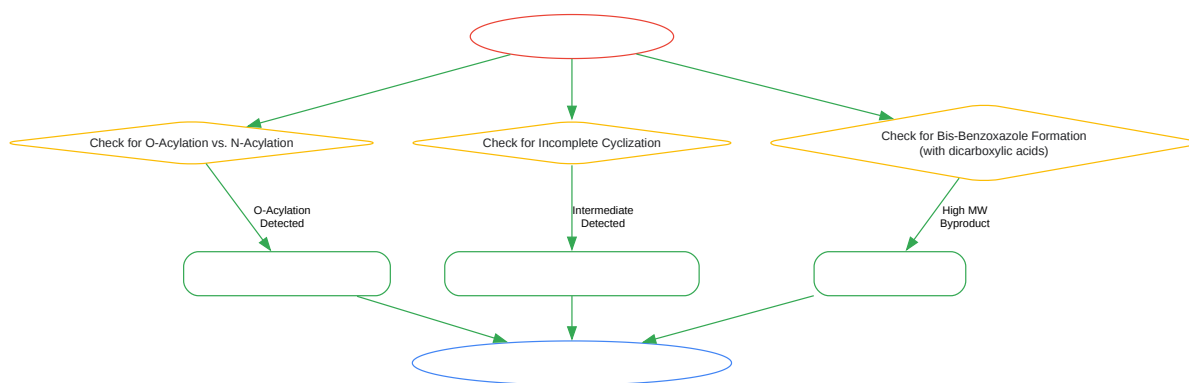 Check for O-Acylation vs. N-Acylation
Check for Incomplete Cyclization
Check for Bis-Benzoxazole Formation
(with dicarboxylic acids)
O-Acylation
Detected
Intermediate
Detected
High MW
Byproduct